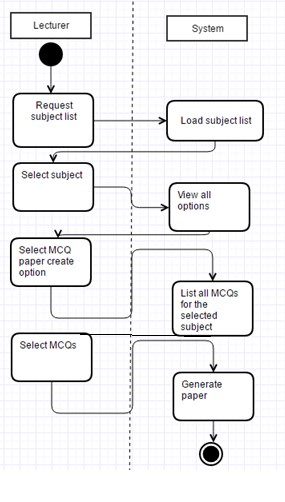 Lecturer
System
Request
subject list
Load subject list
Select subject
View all
options
Select MCQ
paper create
option
List all MCQs
for the
selected
subject
Select MCQs
Generate
paper